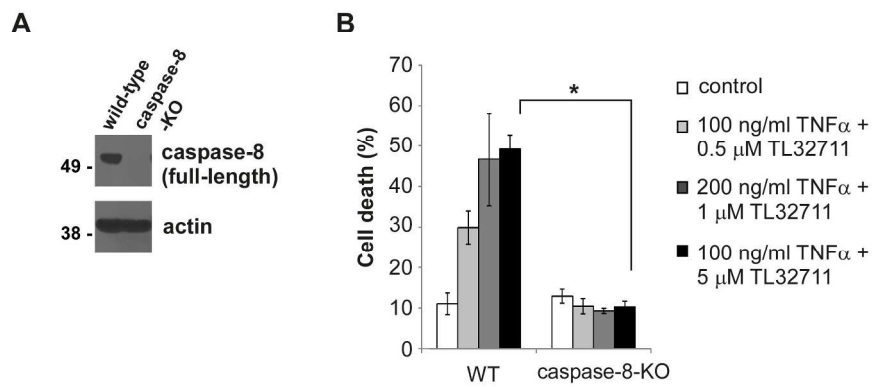 A
wild-type
caspase-8
-KO
49 -
caspase-8
(full-length)
38 -
actin
B
Cell death (%)
70
60
50
40
30
20
10
0
*
WT
caspase-8-KO
control
100 ng/ml TNFα +
0.5 μM TL32711
200 ng/ml TNFα +
1 μM TL32711
100 ng/ml TNFα +
5 μM TL32711